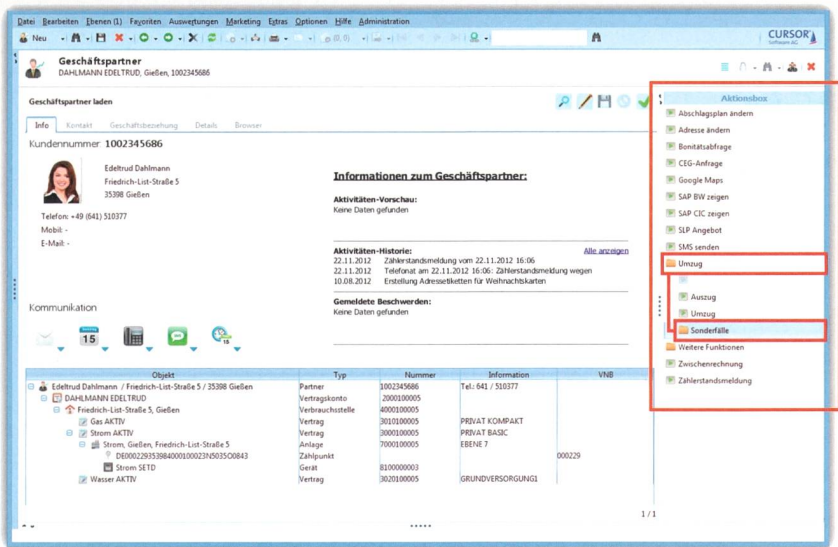 Datei Bearbeiten Ebenen (1) Favoriten Auswertungen Marketing Extras Optionen Hilfe Administration
Neu
(0, 0)
CURSOR
Software AG
Geschäftspartner
DAHLMANN EDELTRUD, Gießen, 1002345686
Geschäftspartner laden
Info Kontakt Geschäftsbeziehung Details Browser
Kundennummer 1002345686
Edeltrud Dahlmann
Friedrich-List-Straße 5
35398 Gießen
Telefon: +49 (641) 510377
Mobil: -
E-Mail: -
Informationen zum Geschäftspartner:
Aktivitäten-Vorschau:
Keine Daten gefunden
Aktivitäten-Historie: Alle anzeigen
22.11.2012 Zählerstandsmeldung vom 22.11.2012 16:06
22.11.2012 Telefonat am 22.11.2012 16:06: Zählerstandsmeldung wegen
10.08.2012 Erstellung Adressetiketten für Weihnachtskarten
Gemeldete Beschwerden:
Keine Daten gefunden
Kommunikation
15
15
Objekt Typ Nummer Information VNB
Edeltrud Dahlmann / Friedrich-List-Straße 5 / 35398 Gießen Partner 1002345686 Tel.: 641 / 510377
DAHLMANN EDELTRUD Vertragskonto 2000100005
Friedrich-List-Straße 5, Gießen Verbrauchsstelle 4000100005
Gas AKTIV Vertrag 3010100005 PRIVAT KOMPAKT
Strom AKTIV Vertrag 3000100005 PRIVAT BASIC
Strom, Gießen, Friedrich-List-Straße 5 Anlage 7000100005 EBENE 7
DE00022935398400010002​3N5035O0843 Zählpunkt 000229
Strom SETD Gerät 8100000003
Wasser AKTIV Vertrag 3020100005 GRUNDVERSORGUNG1
1 / 1
Aktionsbox
Abschlagsplan ändern
Adresse ändern
Bonitätsabfrage
CEG-Anfrage
Google Maps
SAP BW zeigen
SAP CIC zeigen
SLP Angebot
SMS senden
Umzug
Auszug
Umzug
Sonderfälle
Weitere Funktionen
Zwischenrechnung
Zählerstandsmeldung